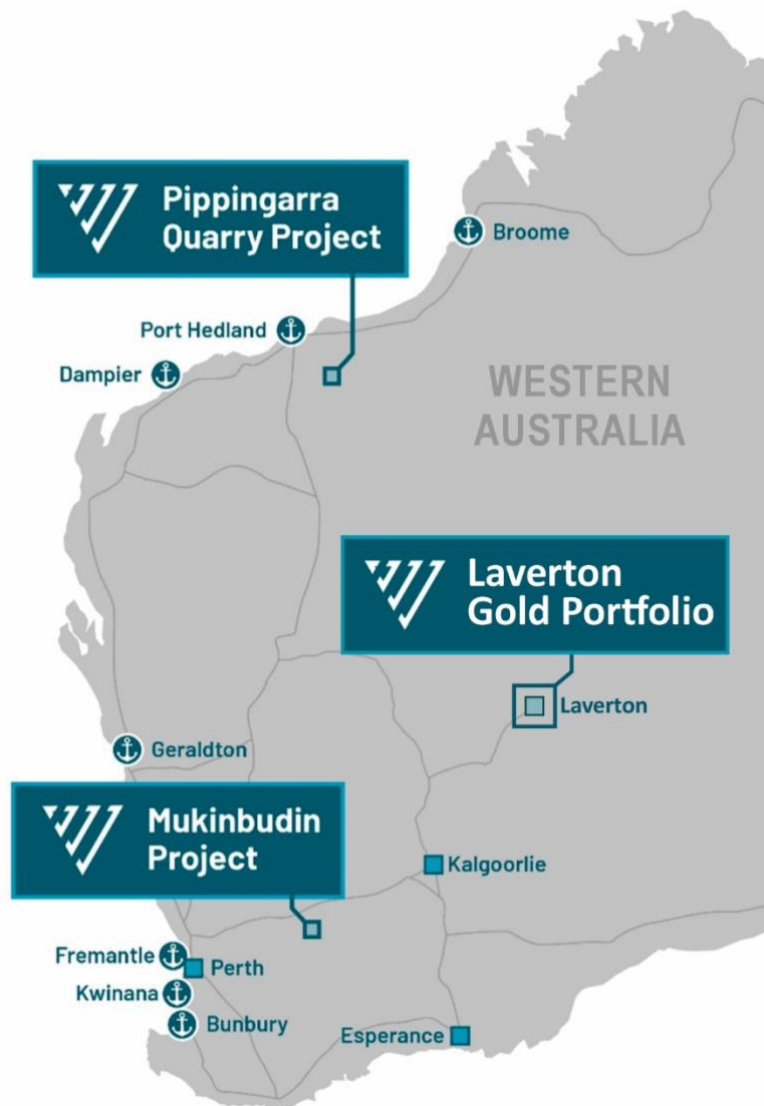 Pippingarra
Quarry Project
Broome
Port Hedland
Dampier
WESTERN
AUSTRALIA
Laverton
Gold Portfolio
Laverton
Geraldton
Mukinbudin
Project
Kalgoorlie
Fremantle
Perth
Kwinana
Bunbury
Esperance